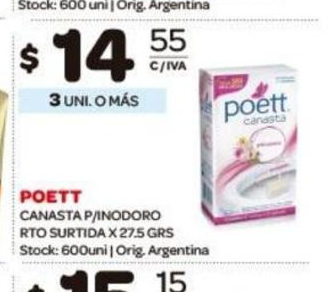 Stock: 600 uni | Orig. Argentina
$ 14 55
C/IVA
3 UNI. O MÁS
poett
canasta
POETT
CANASTA P/INODORO
RTO SURTIDA X 27.5 GRS
Stock: 600uni | Orig. Argentina
$ 15 15